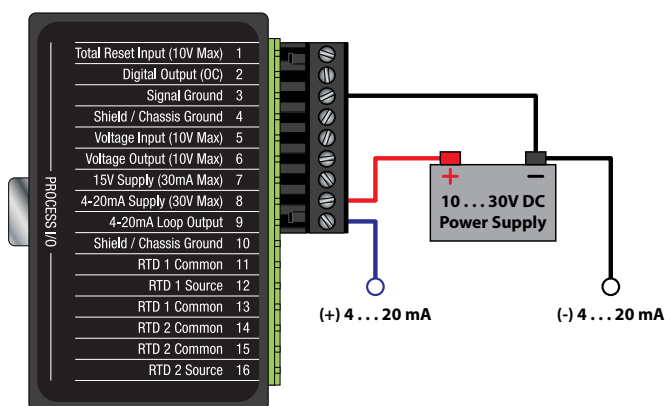 Total Reset Input (10V Max) 1
Digital Output (OC) 2
Signal Ground 3
Shield / Chassis Ground 4
Voltage Input (10V Max) 5
Voltage Output (10V Max) 6
15V Supply (30mA Max) 7
4-20mA Supply (30V Max) 8
4-20mA Loop Output 9
Shield / Chassis Ground 10
RTD 1 Common 11
RTD 1 Source 12
RTD 1 Common 13
RTD 2 Common 14
RTD 2 Common 15
RTD 2 Source 16
PROCESS I/O
+ –
10 . . . 30V DC
Power Supply
(+) 4 . . . 20 mA
(-) 4 . . . 20 mA